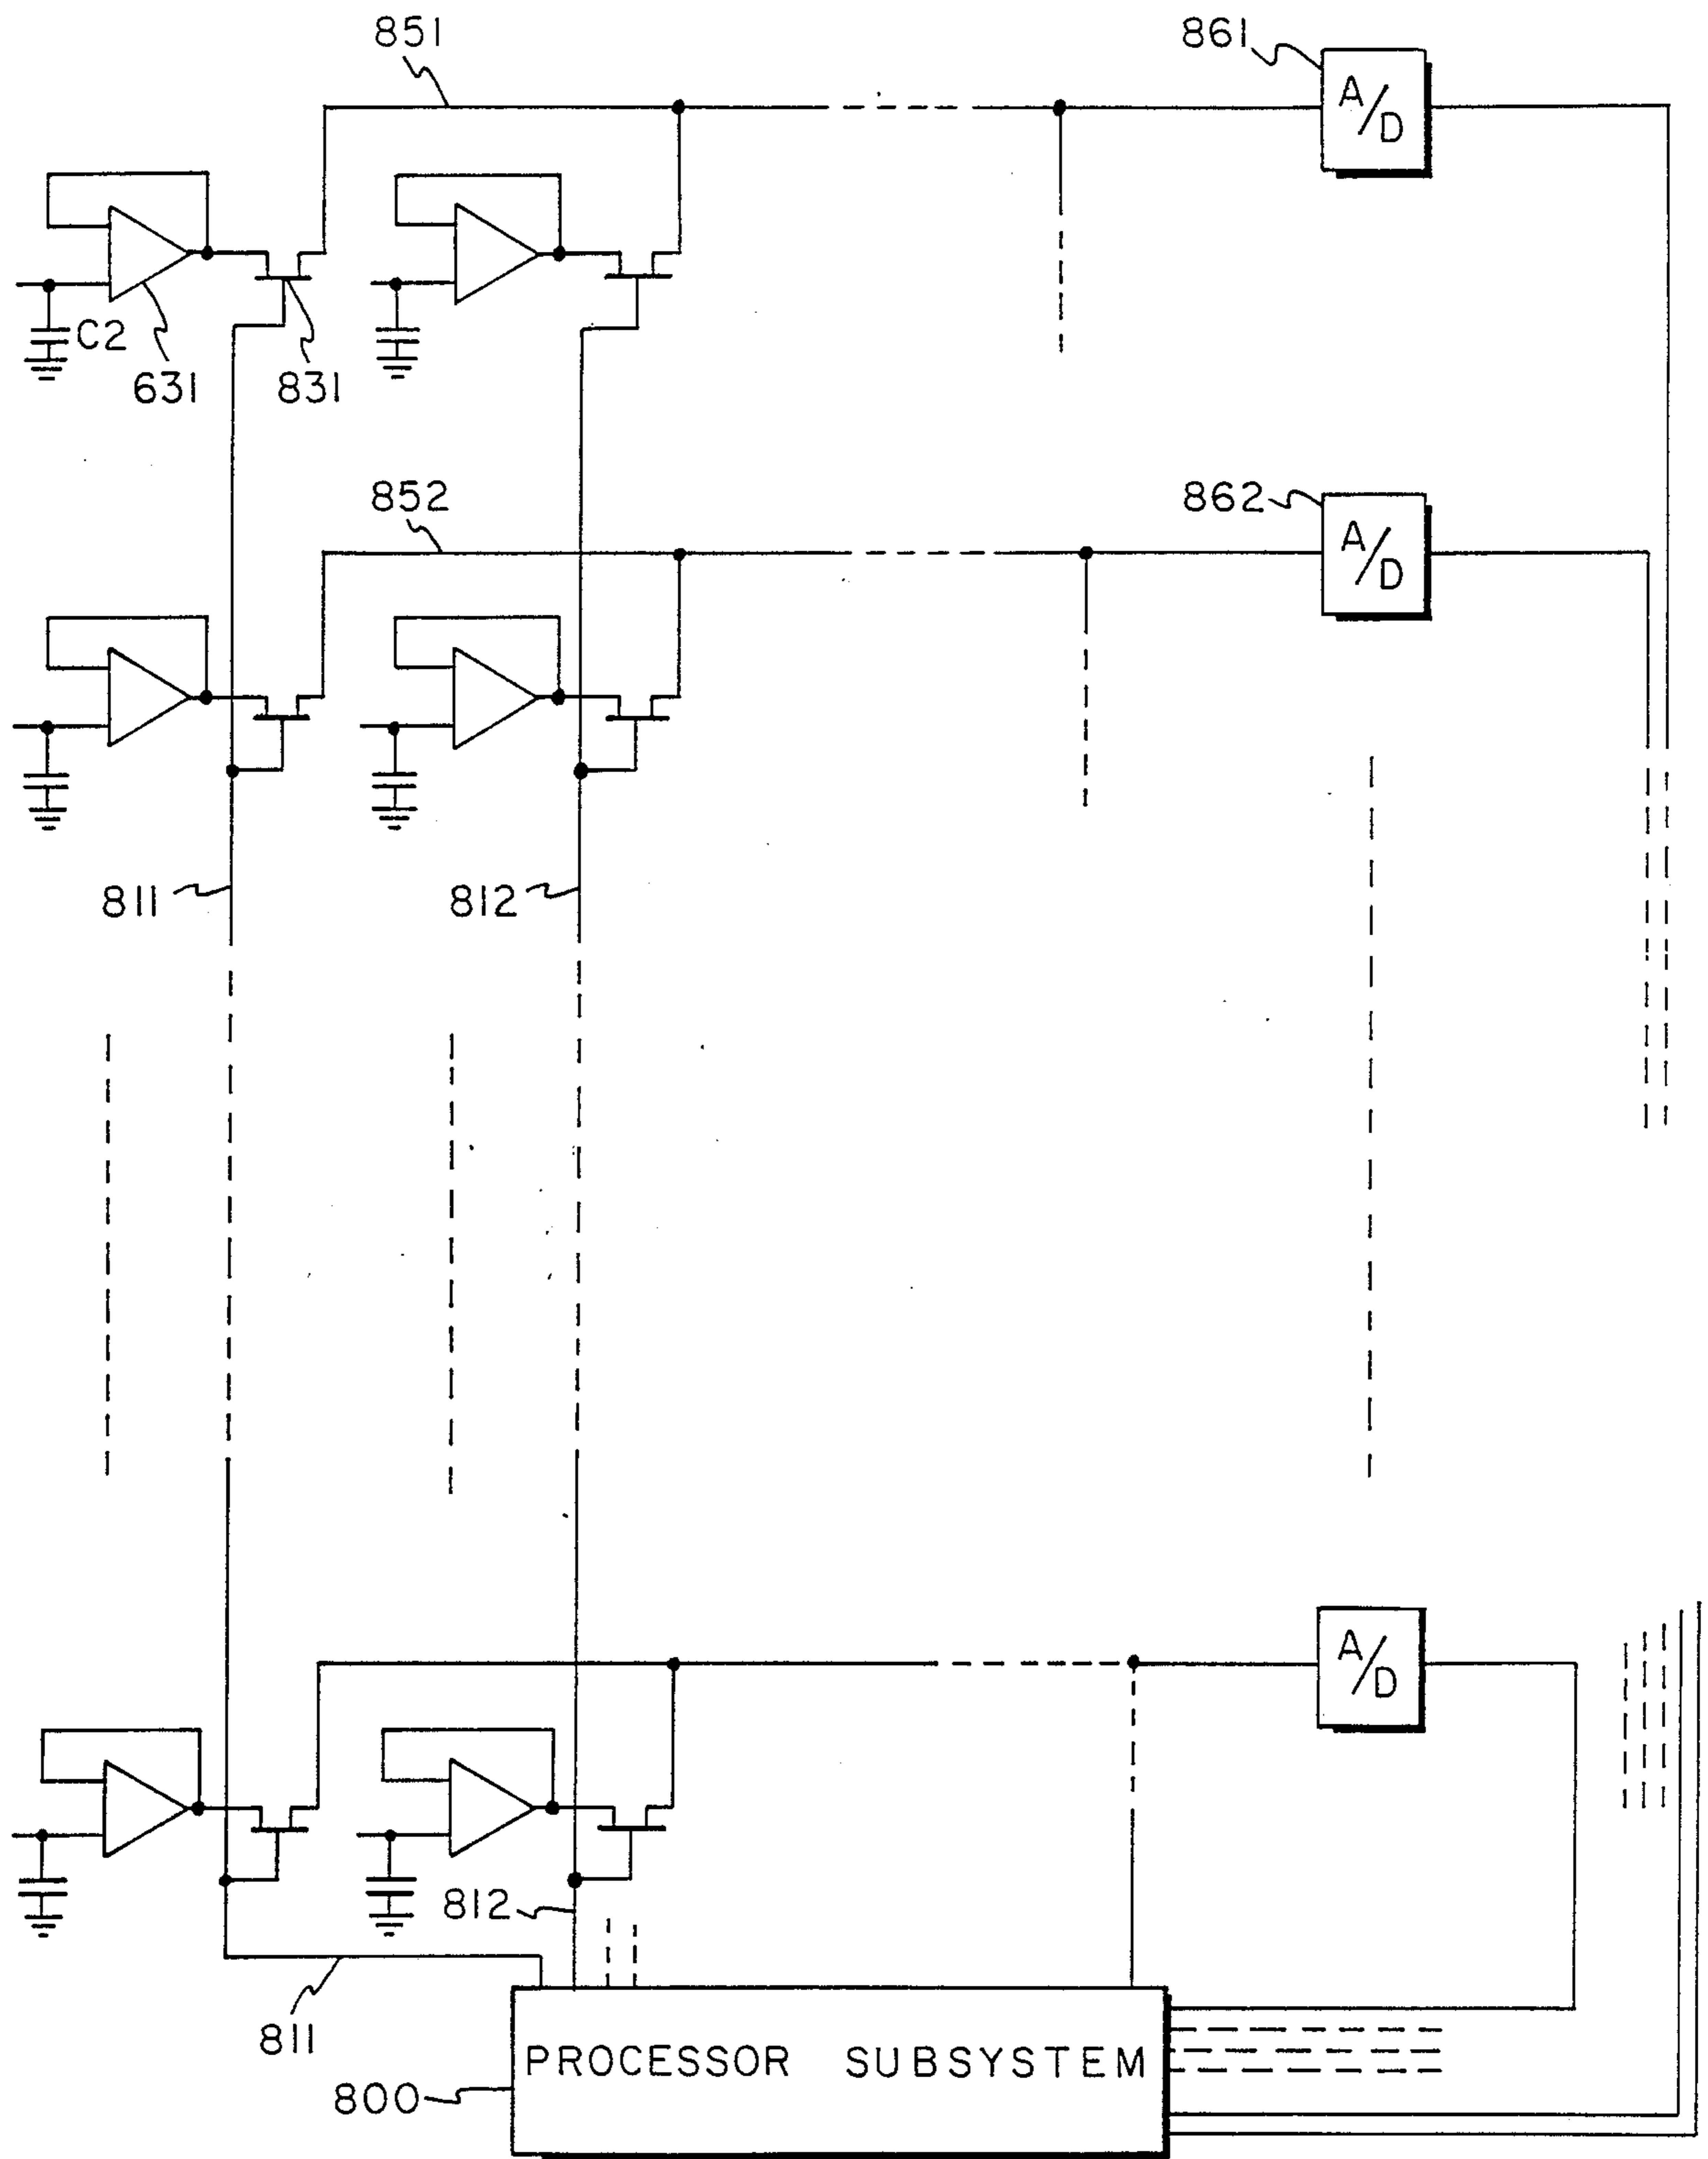 851
861
A/D
C2
631
831
852
862
A/D
811
812
A/D
812
811
PROCESSOR SUBSYSTEM
800